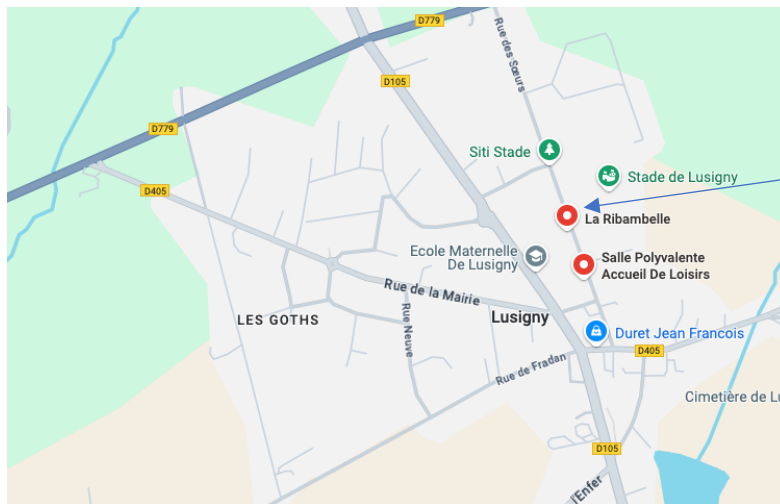 D779
Rue des Sœurs
D105
D779
Siti Stade
Stade de Lusigny
D405
La Ribambelle
Ecole Maternelle
De Lusigny
Salle Polyvalente
Accueil De Loisirs
Rue de la Mairie
LES GOTHS
Rue Neuve
Lusigny
Duret Jean Francois
D405
Rue de Fradan
Cimetière de Lu
D105
l'Enfer